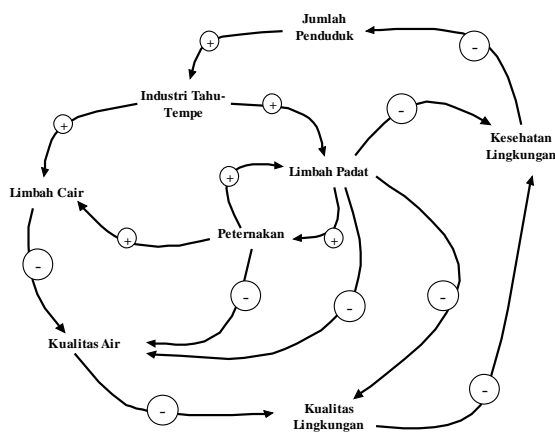 Jumlah
Penduduk
-
+
Industri Tahu-
Tempe
+
+
-
Kesehatan
Lingkungan
Limbah Padat
+
Limbah Cair
Peternakan
+
+
-
-
-
-
Kualitas Air
-
-
Kualitas
Lingkungan